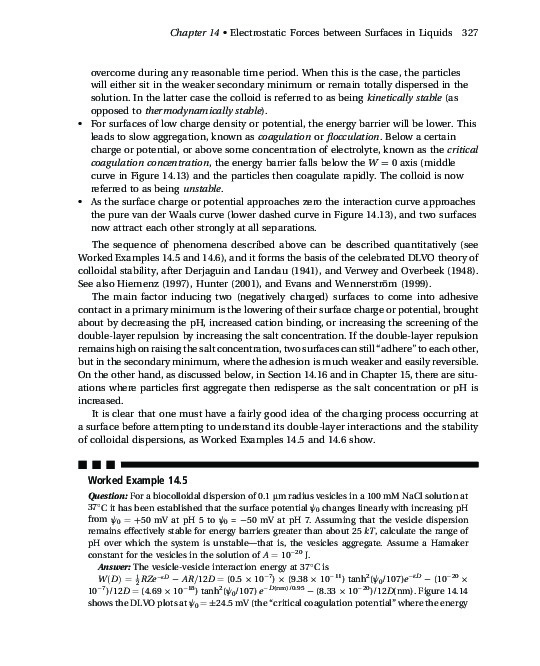 Chapter 14 • Electrostatic Forces between Surfaces in Liquids 327
overcome during any reasonable time period. When this is the case, the particles
will either sit in the weaker secondary minimum or remain totally dispersed in the
solution. In the latter case the colloid is referred to as being kinetically stable (as
opposed to thermodynamically stable).
• For surfaces of low charge density or potential, the energy barrier will be lower. This
leads to slow aggregation, known as coagulation or flocculation. Below a certain
charge or potential, or above some concentration of electrolyte, known as the critical
coagulation concentration, the energy barrier falls below the W = 0 axis (middle
curve in Figure 14.13) and the particles then coagulate rapidly. The colloid is now
referred to as being unstable.
• As the surface charge or potential approaches zero the interaction curve approaches
the pure van der Waals curve (lower dashed curve in Figure 14.13), and two surfaces
now attract each other strongly at all separations.
The sequence of phenomena described above can be described quantitatively (see
Worked Examples 14.5 and 14.6), and it forms the basis of the celebrated DLVO theory of
colloidal stability, after Derjaguin and Landau (1941), and Verwey and Overbeek (1948).
See also Hiemenz (1997), Hunter (2001), and Evans and Wennerström (1999).
The main factor inducing two (negatively charged) surfaces to come into adhesive
contact in a primary minimum is the lowering of their surface charge or potential, brought
about by decreasing the pH, increased cation binding, or increasing the screening of the
double-layer repulsion by increasing the salt concentration. If the double-layer repulsion
remains high on raising the salt concentration, two surfaces can still "adhere" to each other,
but in the secondary minimum, where the adhesion is much weaker and easily reversible.
On the other hand, as discussed below, in Section 14.16 and in Chapter 15, there are situ-
ations where particles first aggregate then redisperse as the salt concentration or pH is
increased.
It is clear that one must have a fairly good idea of the charging process occurring at
a surface before attempting to understand its double-layer interactions and the stability
of colloidal dispersions, as Worked Examples 14.5 and 14.6 show.
Worked Example 14.5
Question: For a biocolloidal dispersion of 0.1 μm radius vesicles in a 100 mM NaCl solution at
37°C it has been established that the surface potential ψ₀ changes linearly with increasing pH
from ψ₀ = +50 mV at pH 5 to ψ₀ = −50 mV at pH 7. Assuming that the vesicle dispersion
remains effectively stable for energy barriers greater than about 25 kT, calculate the range of
pH over which the system is unstable—that is, the vesicles aggregate. Assume a Hamaker
constant for the vesicles in the solution of A = 10⁻²⁰ J.
Answer: The vesicle-vesicle interaction energy at 37°C is
W(D) = ½RZe⁻ᵏᴰ − AR/12D = (0.5 × 10⁻⁷) × (9.38 × 10⁻¹¹) tanh²(ψ₀/107)e⁻ᵏᴰ − (10⁻²⁰ ×
10⁻⁷)/12D = (4.69 × 10⁻¹⁸) tanh²(ψ₀/107) e^−D(nm)/0.95 − (8.33 × 10⁻²⁰)/12D(nm). Figure 14.14
shows the DLVO plots at ψ₀ = ±24.5 mV (the "critical coagulation potential" where the energy